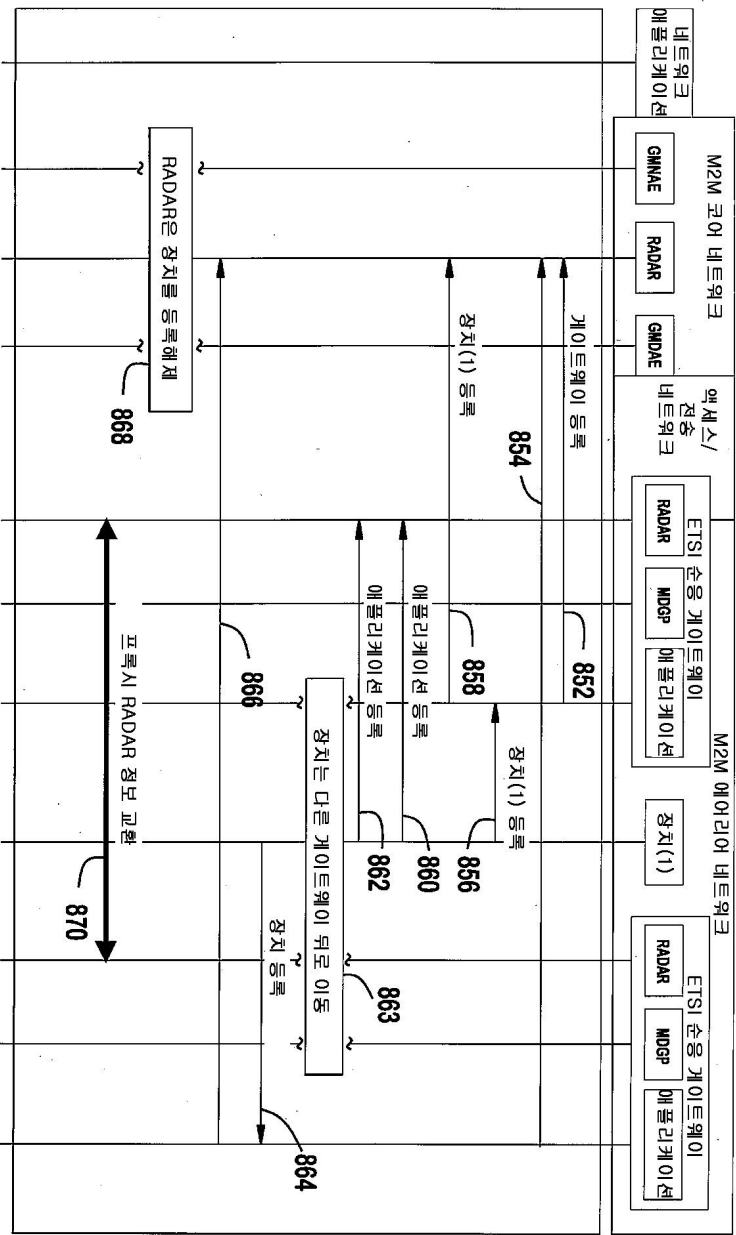 네트워크
애플리케이션
M2M 코어 네트워크
GMNAE
RADAR
GMDAE
액세스/
전송
네트워크
M2M 에어리어 네트워크
ETSI 순응 게이트웨이
RADAR
MDGP
애플리케이션
장치(1)
ETSI 순응 게이트웨이
RADAR
MDGP
애플리케이션
게이트웨이 등록
852
854
장치(1) 등록
856
장치(1) 등록
858
애플리케이션 등록
860
애플리케이션 등록
862
장치는 다른 게이트웨이 뒤로 이동
863
장치 등록
864
866
RADAR은 장치를 등록해제
868
프록시 RADAR 정보 교환
870